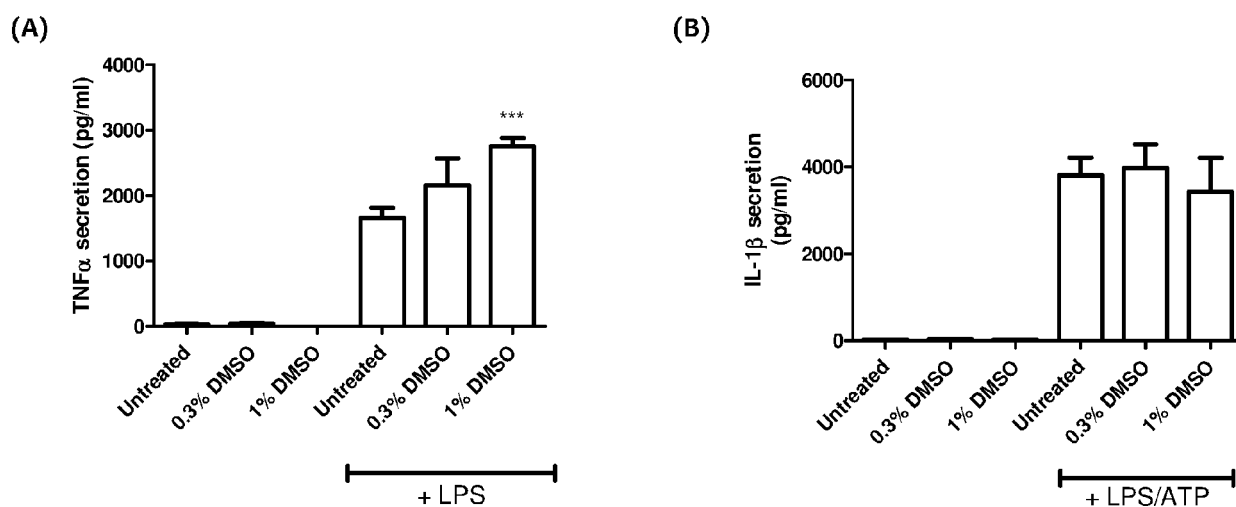 (A)
TNFα secretion (pg/ml)
4000
3000
2000
1000
0
***
Untreated
0.3% DMSO
1% DMSO
Untreated
0.3% DMSO
1% DMSO
+ LPS
(B)
IL-1β secretion
(pg/ml)
6000
4000
2000
0
Untreated
0.3% DMSO
1% DMSO
Untreated
0.3% DMSO
1% DMSO
+ LPS/ATP